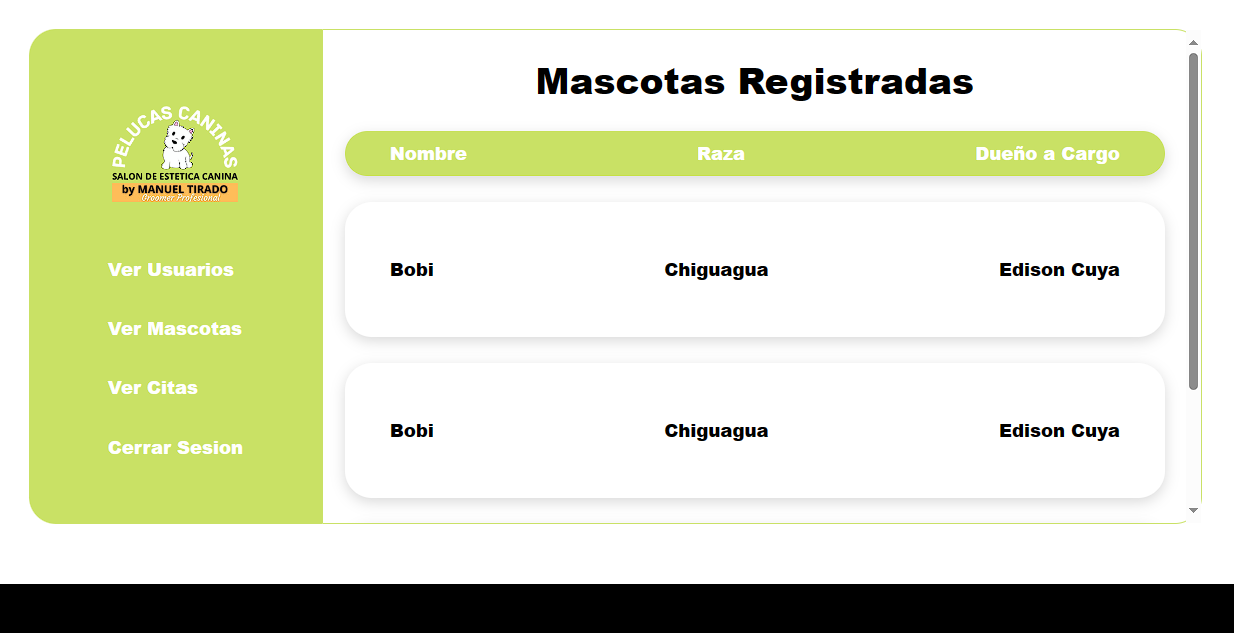 PELUCAS CANINAS
SALON DE ESTETICA CANINA
by MANUEL TIRADO
Groomer Profesional
Ver Usuarios
Ver Mascotas
Ver Citas
Cerrar Sesion
Mascotas Registradas
Nombre Raza Dueño a Cargo
Bobi Chiguagua Edison Cuya
Bobi Chiguagua Edison Cuya